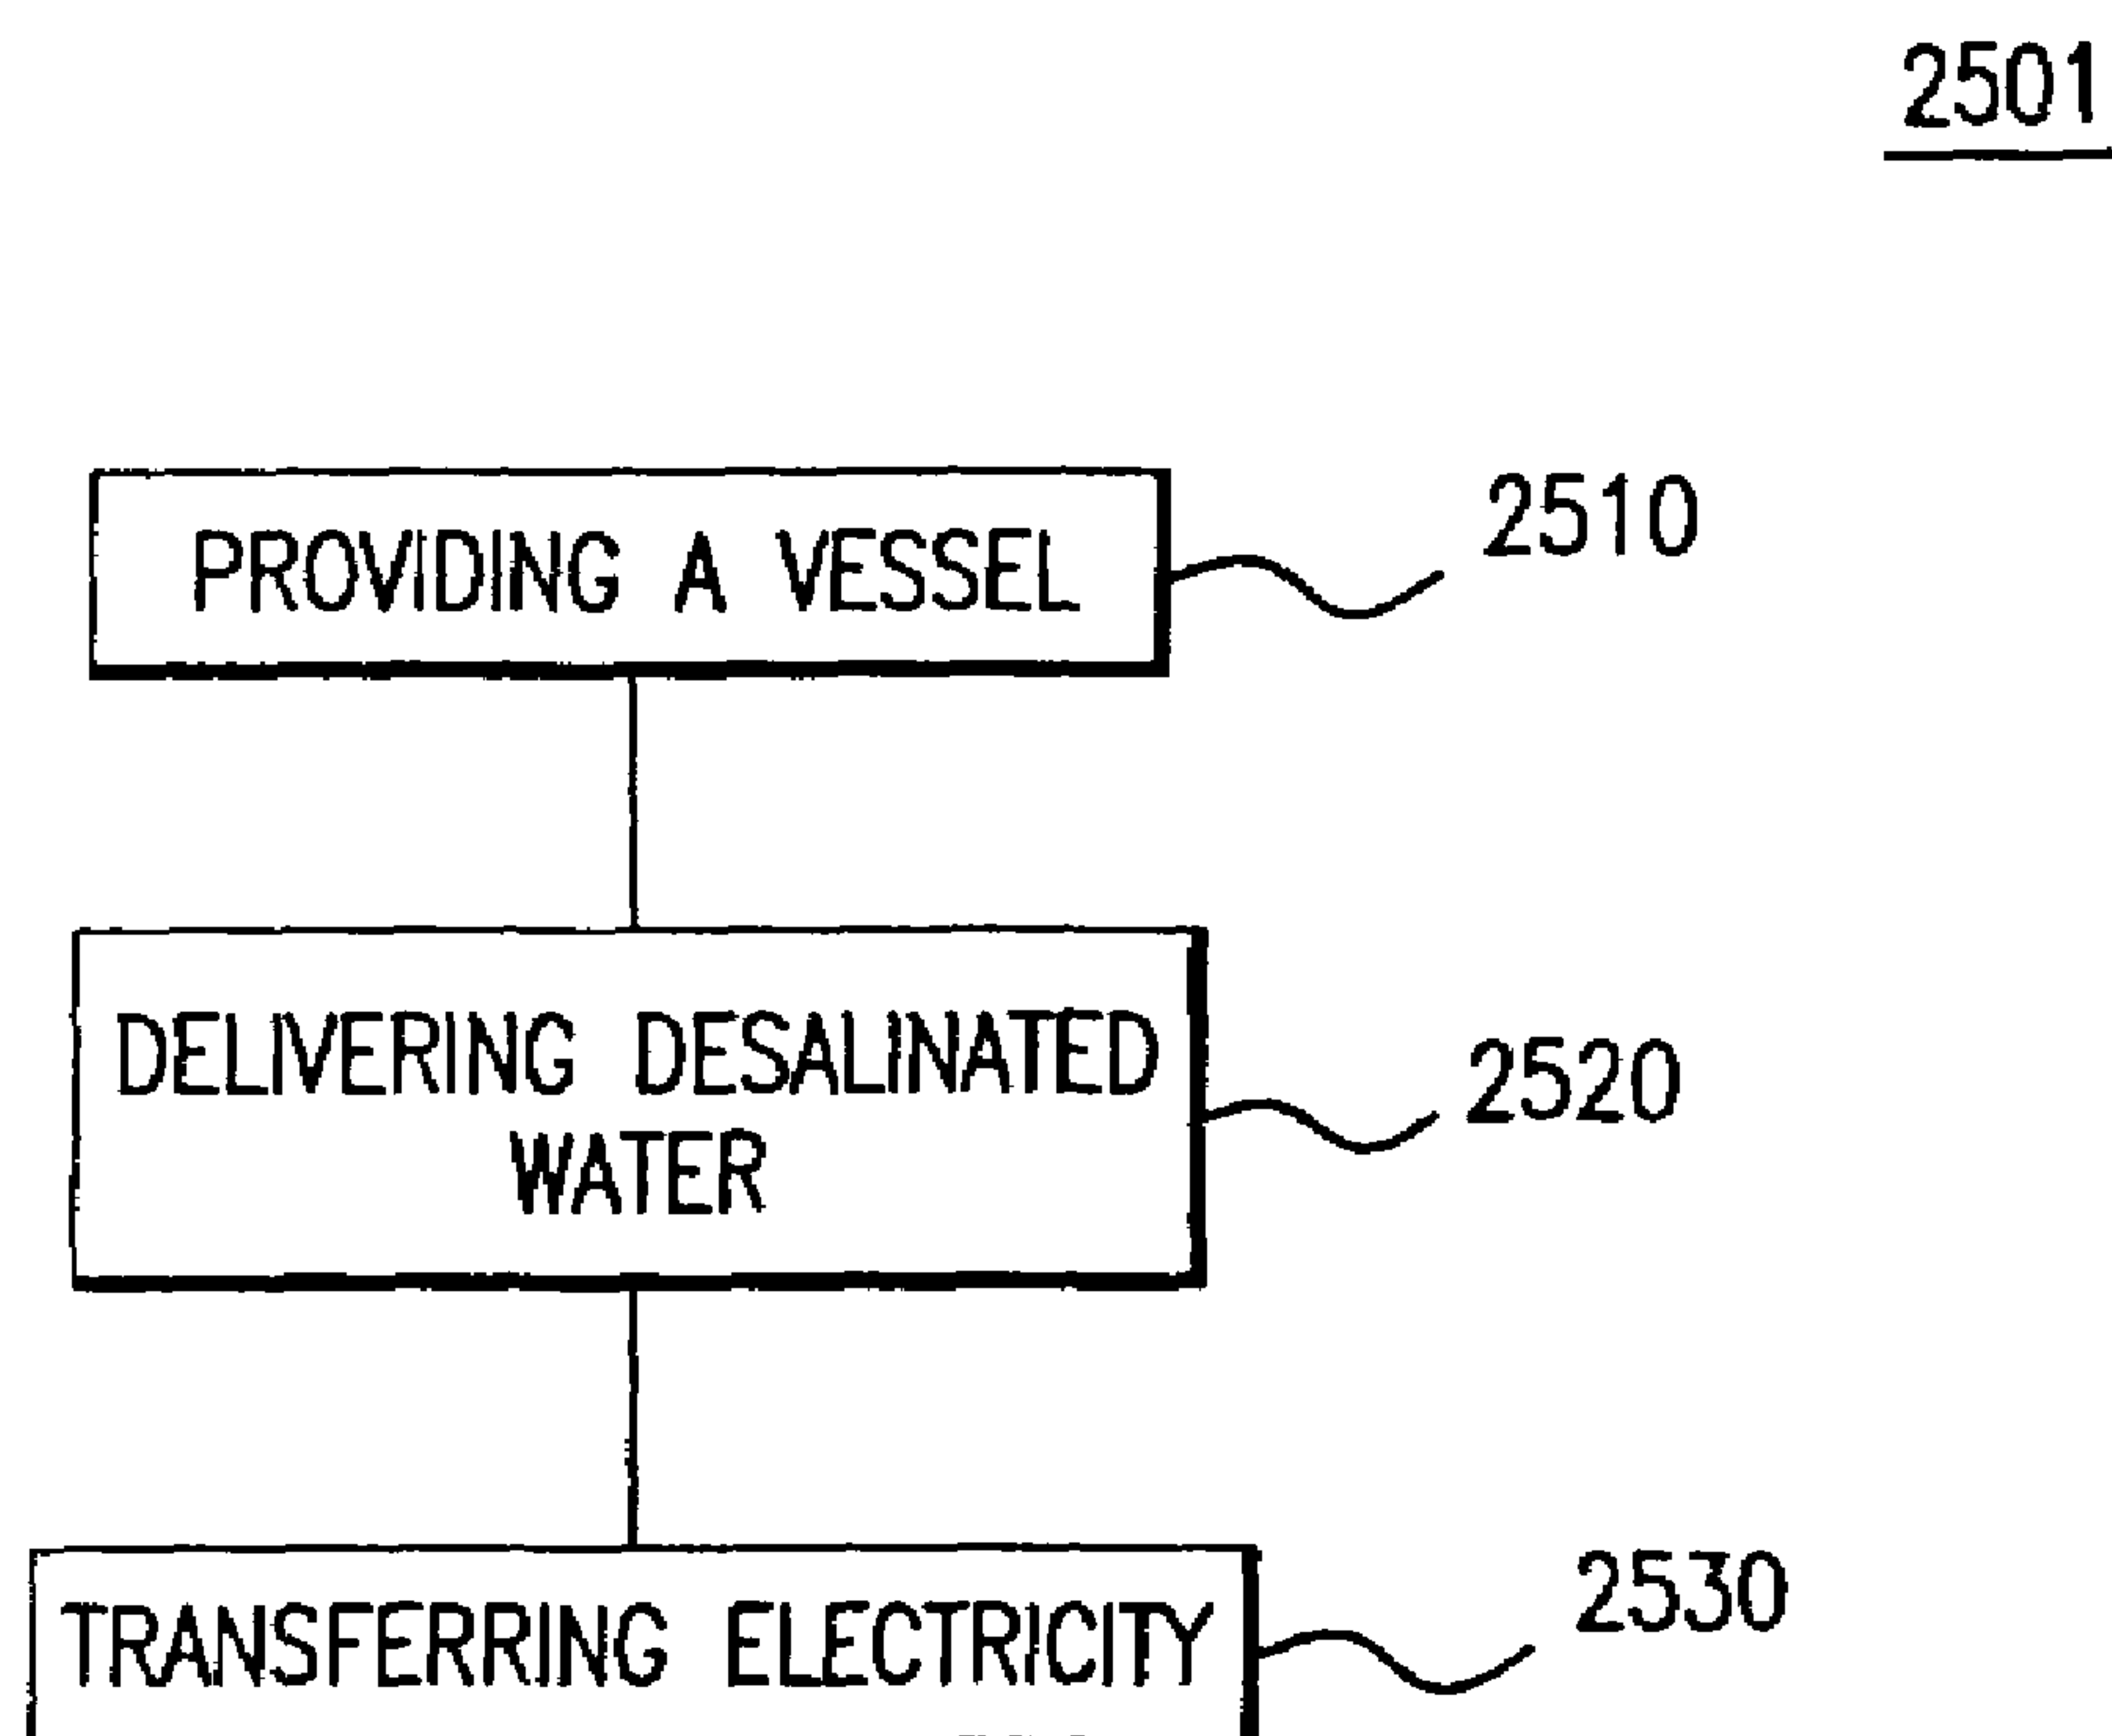 2501
PROVIDING A VESSEL
2510
DELIVERING DESALINATED
WATER
2520
TRANSFERRING ELECTRICITY
2530